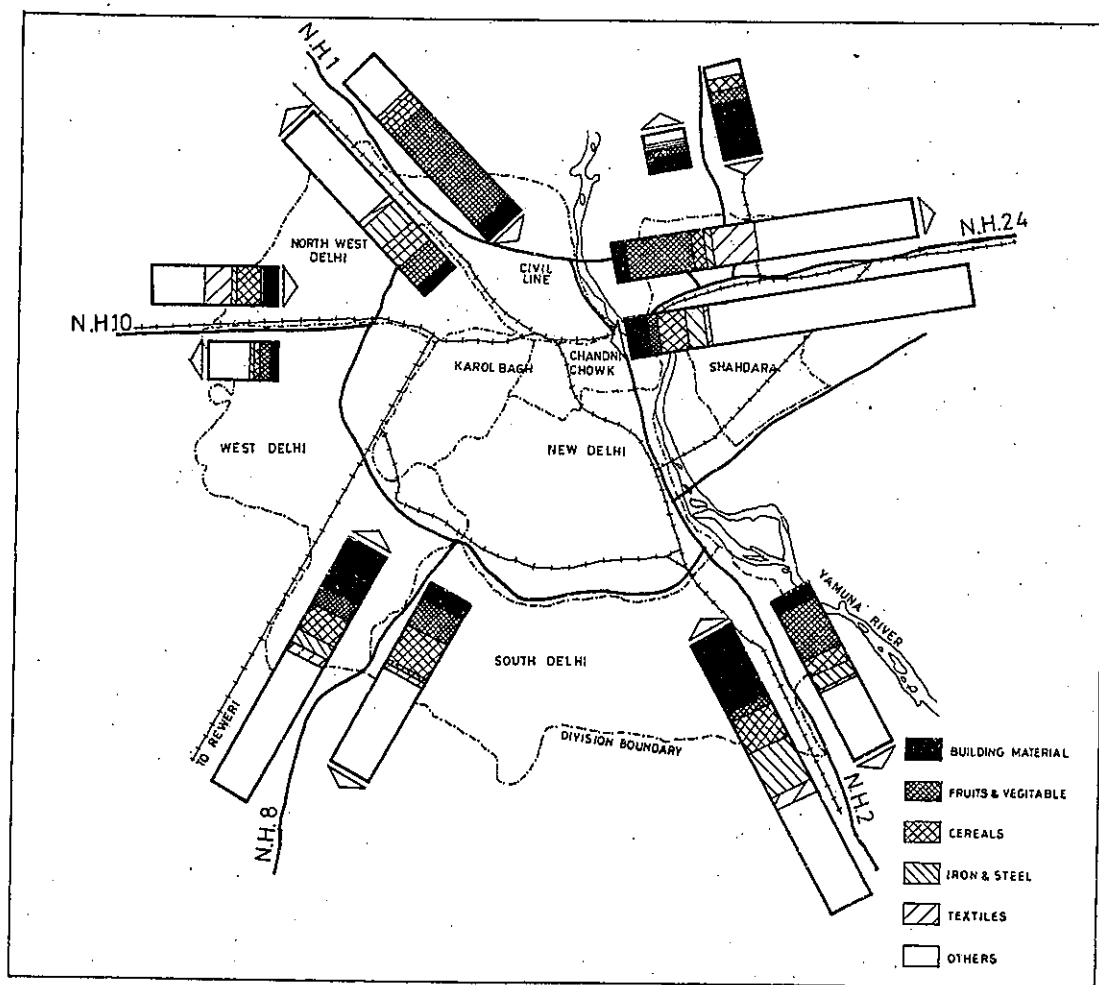 N.H.1
N.H.24
NORTH WEST
DELHI
CIVIL
LINE
N.H.10
KAROL BAGH
CHANDNI
CHOWK
SHAHDARA
WEST DELHI
NEW DELHI
YAMUNA RIVER
SOUTH DELHI
TO REWERI
DIVISION BOUNDARY
N.H.8
N.H.2
BUILDING MATERIAL
FRUITS & VEGITABLE
CEREALS
IRON & STEEL
TEXTILES
OTHERS